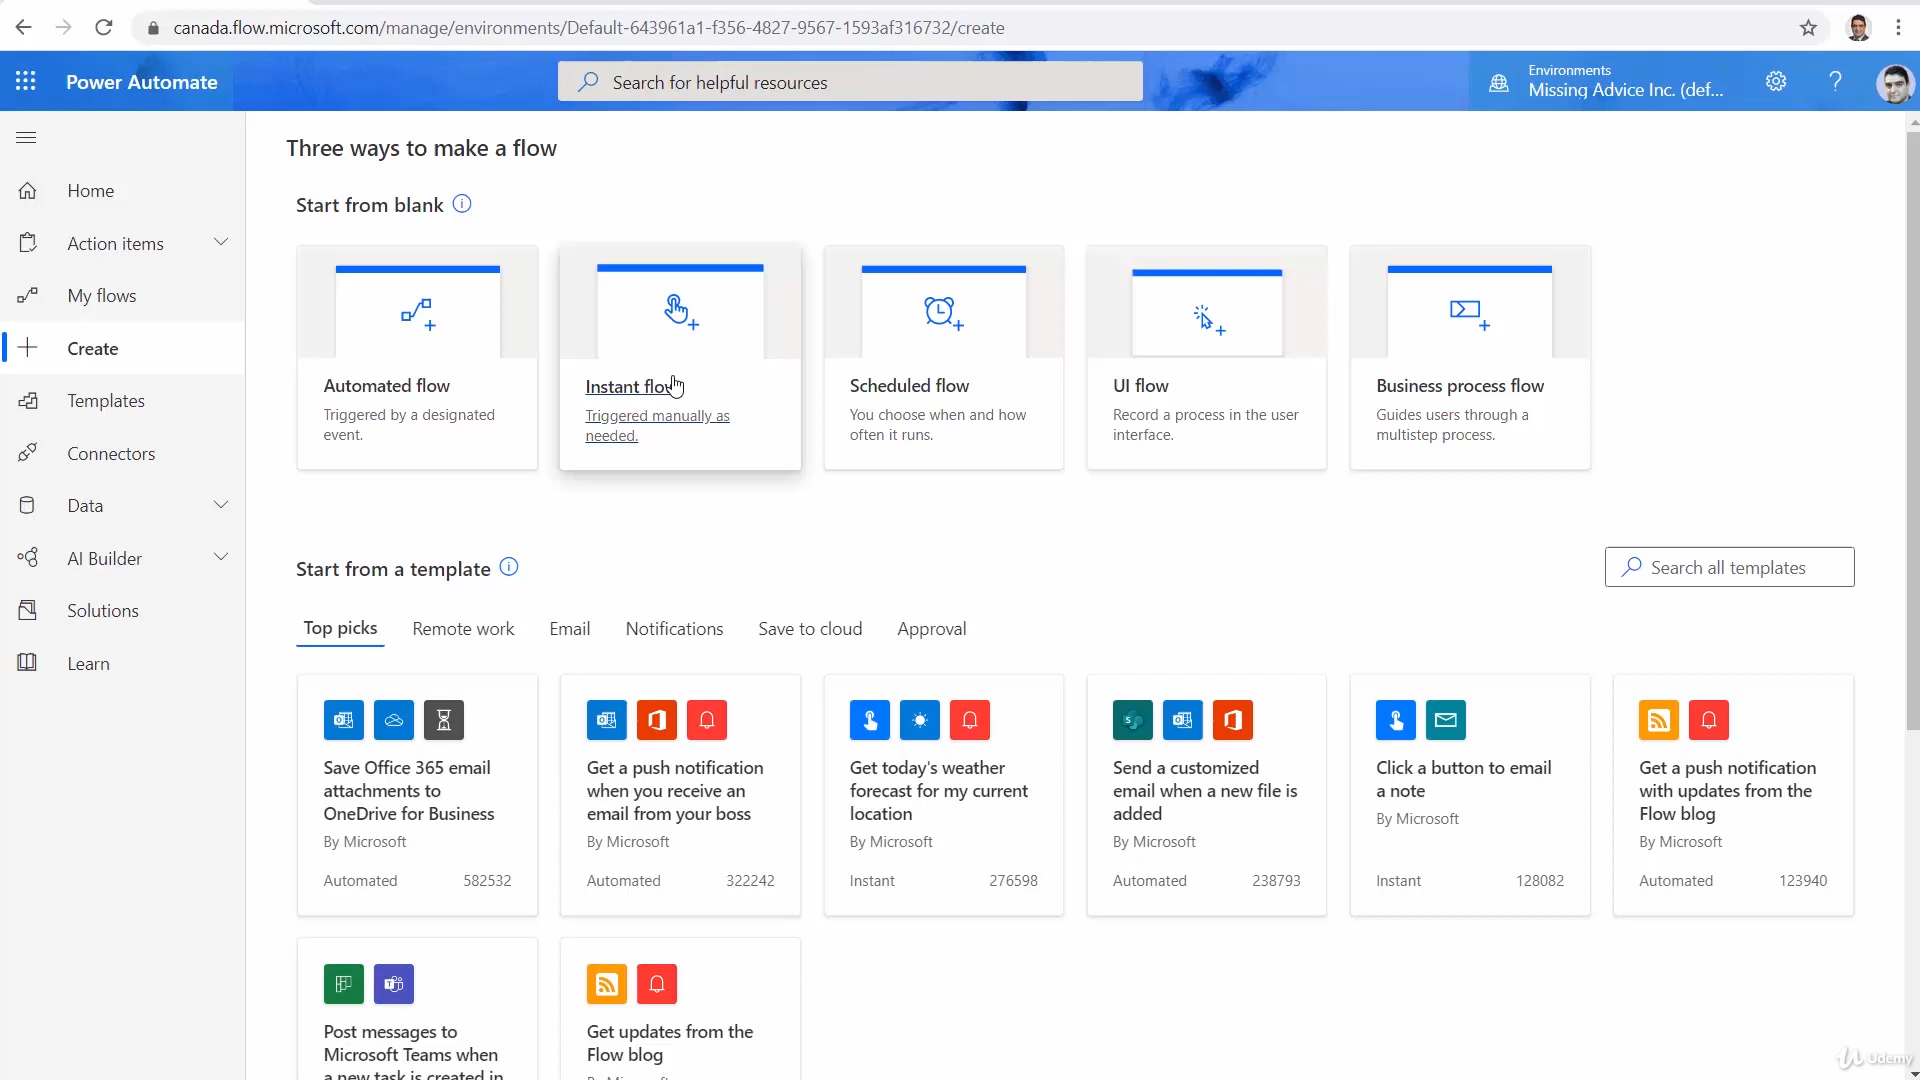 canada.flow.microsoft.com/manage/environments/Default-643961a1-f356-4827-9567-1593af316732/create
Power Automate
Search for helpful resources
Environments
Missing Advice Inc. (def...
Home
Action items
My flows
Create
Templates
Connectors
Data
AI Builder
Solutions
Learn
Three ways to make a flow
Start from blank
Automated flow
Triggered by a designated
event.
Instant flow
Triggered manually as
needed.
Scheduled flow
You choose when and how
often it runs.
UI flow
Record a process in the user
interface.
Business process flow
Guides users through a
multistep process.
Start from a template
Search all templates
Top picks
Remote work
Email
Notifications
Save to cloud
Approval
Save Office 365 email
attachments to
OneDrive for Business
By Microsoft
Automated 582532
Get a push notification
when you receive an
email from your boss
By Microsoft
Automated 322242
Get today's weather
forecast for my current
location
By Microsoft
Instant 276598
Send a customized
email when a new file is
added
By Microsoft
Automated 238793
Click a button to email
a note
By Microsoft
Instant 128082
Get a push notification
with updates from the
Flow blog
By Microsoft
Automated 123940
Post messages to
Microsoft Teams when
a new task is created in
Get updates from the
Flow blog
By Microsoft
Udemy